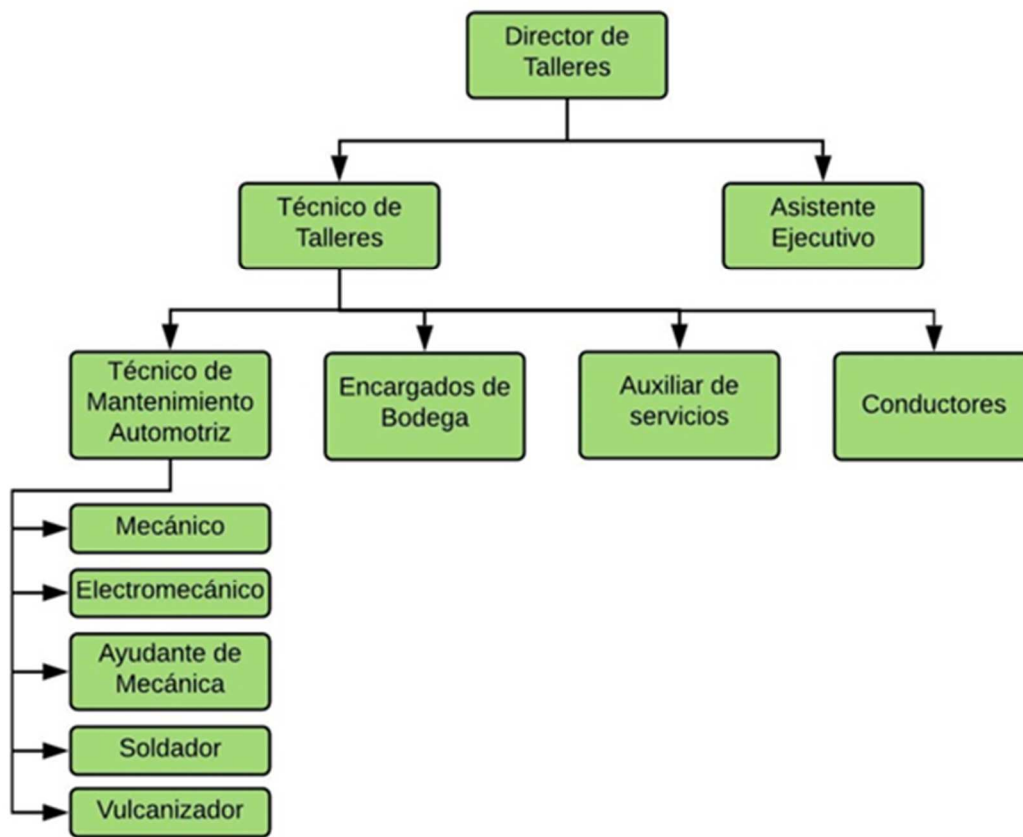 Director de
Talleres
Técnico de
Talleres
Asistente
Ejecutivo
Técnico de
Mantenimiento
Automotriz
Encargados de
Bodega
Auxiliar de
servicios
Conductores
Mecánico
Electromecánico
Ayudante de
Mecánica
Soldador
Vulcanizador